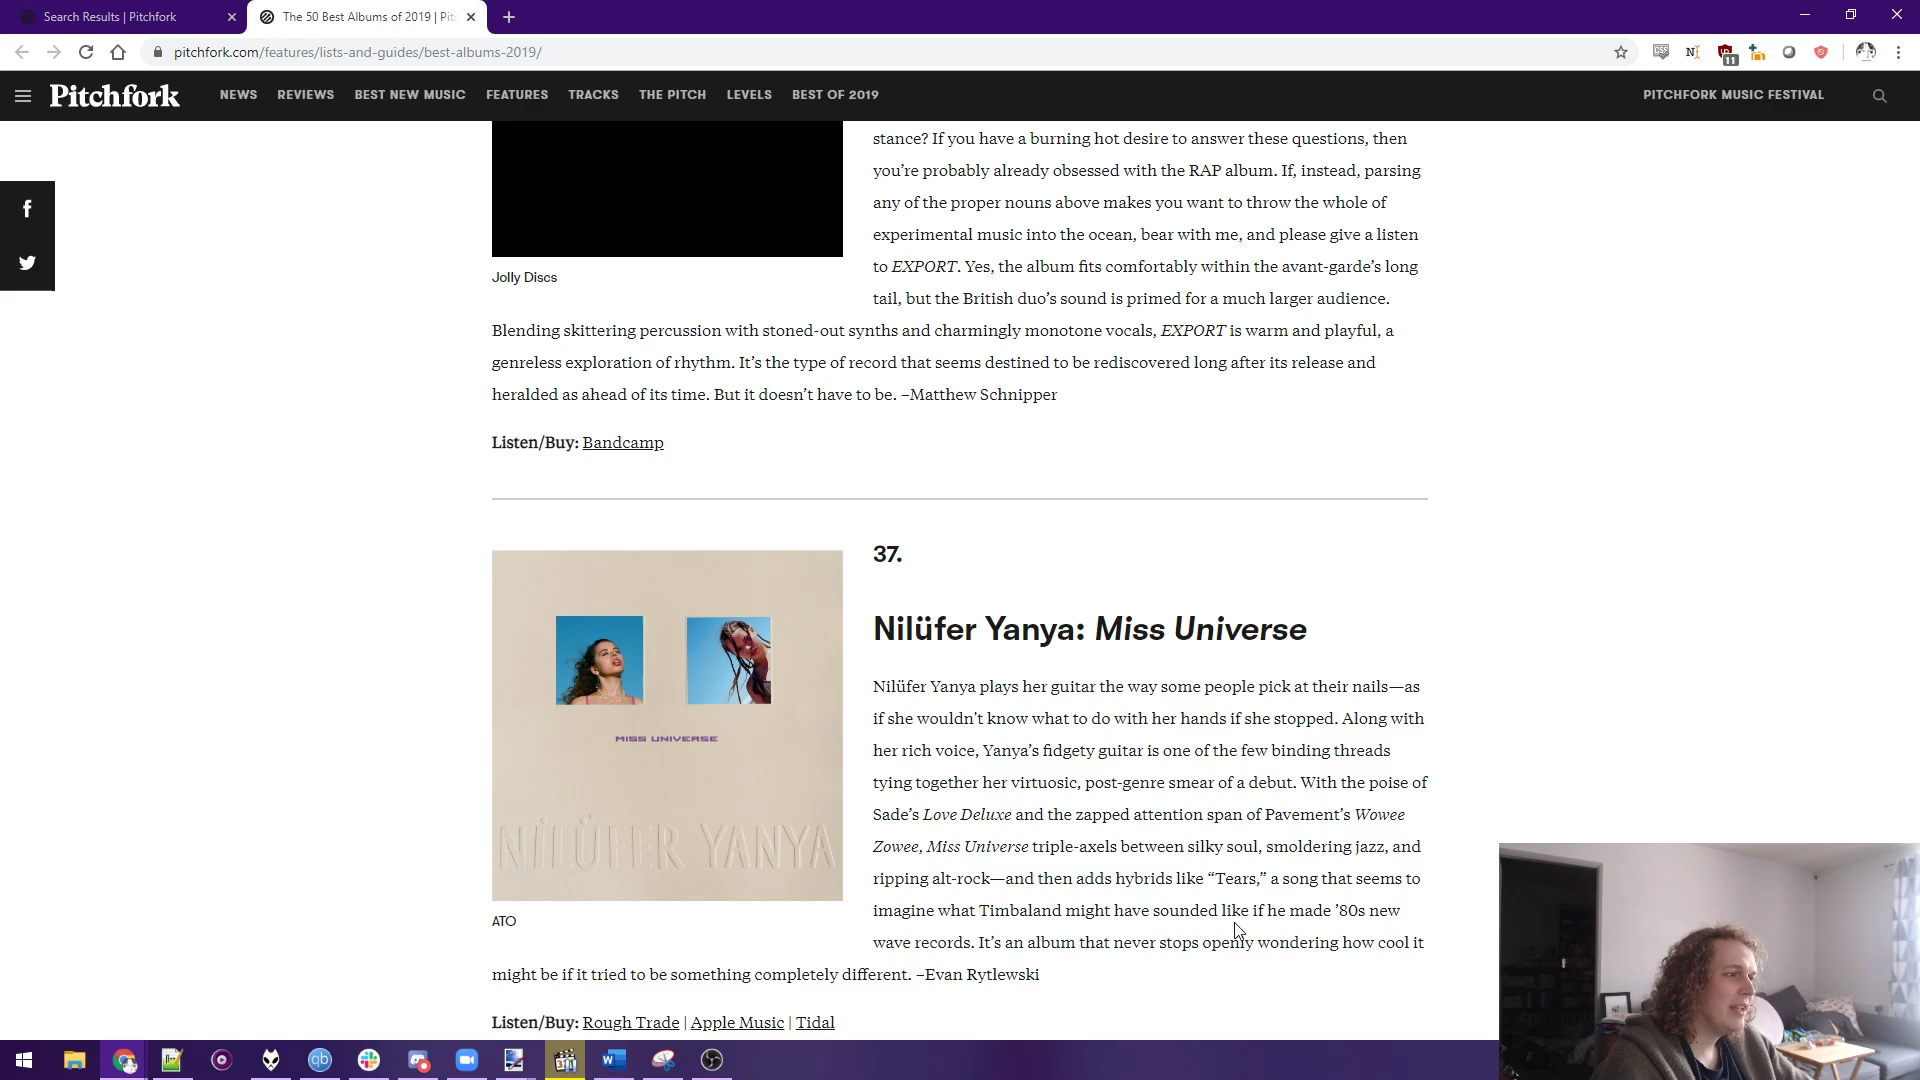 Search Results | Pitchfork
The 50 Best Albums of 2019 | Pitc
pitchfork.com/features/lists-and-guides/best-albums-2019/
11
Pitchfork
NEWS
REVIEWS
BEST NEW MUSIC
FEATURES
TRACKS
THE PITCH
LEVELS
BEST OF 2019
PITCHFORK MUSIC FESTIVAL
stance? If you have a burning hot desire to answer these questions, then
you’re probably already obsessed with the RAP album. If, instead, parsing
any of the proper nouns above makes you want to throw the whole of
experimental music into the ocean, bear with me, and please give a listen
to EXPORT. Yes, the album fits comfortably within the avant-garde’s long
tail, but the British duo’s sound is primed for a much larger audience.
Jolly Discs
Blending skittering percussion with stoned-out synths and charmingly monotone vocals, EXPORT is warm and playful, a
genreless exploration of rhythm. It’s the type of record that seems destined to be rediscovered long after its release and
heralded as ahead of its time. But it doesn’t have to be. –Matthew Schnipper
Listen/Buy: Bandcamp
MISS UNIVERSE
NİLÜFER YANYA
ATO
37.
Nilüfer Yanya: Miss Universe
Nilüfer Yanya plays her guitar the way some people pick at their nails—as
if she wouldn't know what to do with her hands if she stopped. Along with
her rich voice, Yanya’s fidgety guitar is one of the few binding threads
tying together her virtuosic, post-genre smear of a debut. With the poise of
Sade’s Love Deluxe and the zapped attention span of Pavement’s Wowee
Zowee, Miss Universe triple-axels between silky soul, smoldering jazz, and
ripping alt-rock—and then adds hybrids like “Tears,” a song that seems to
imagine what Timbaland might have sounded like if he made ’80s new
wave records. It’s an album that never stops openly wondering how cool it
might be if it tried to be something completely different. –Evan Rytlewski
Listen/Buy: Rough Trade | Apple Music | Tidal